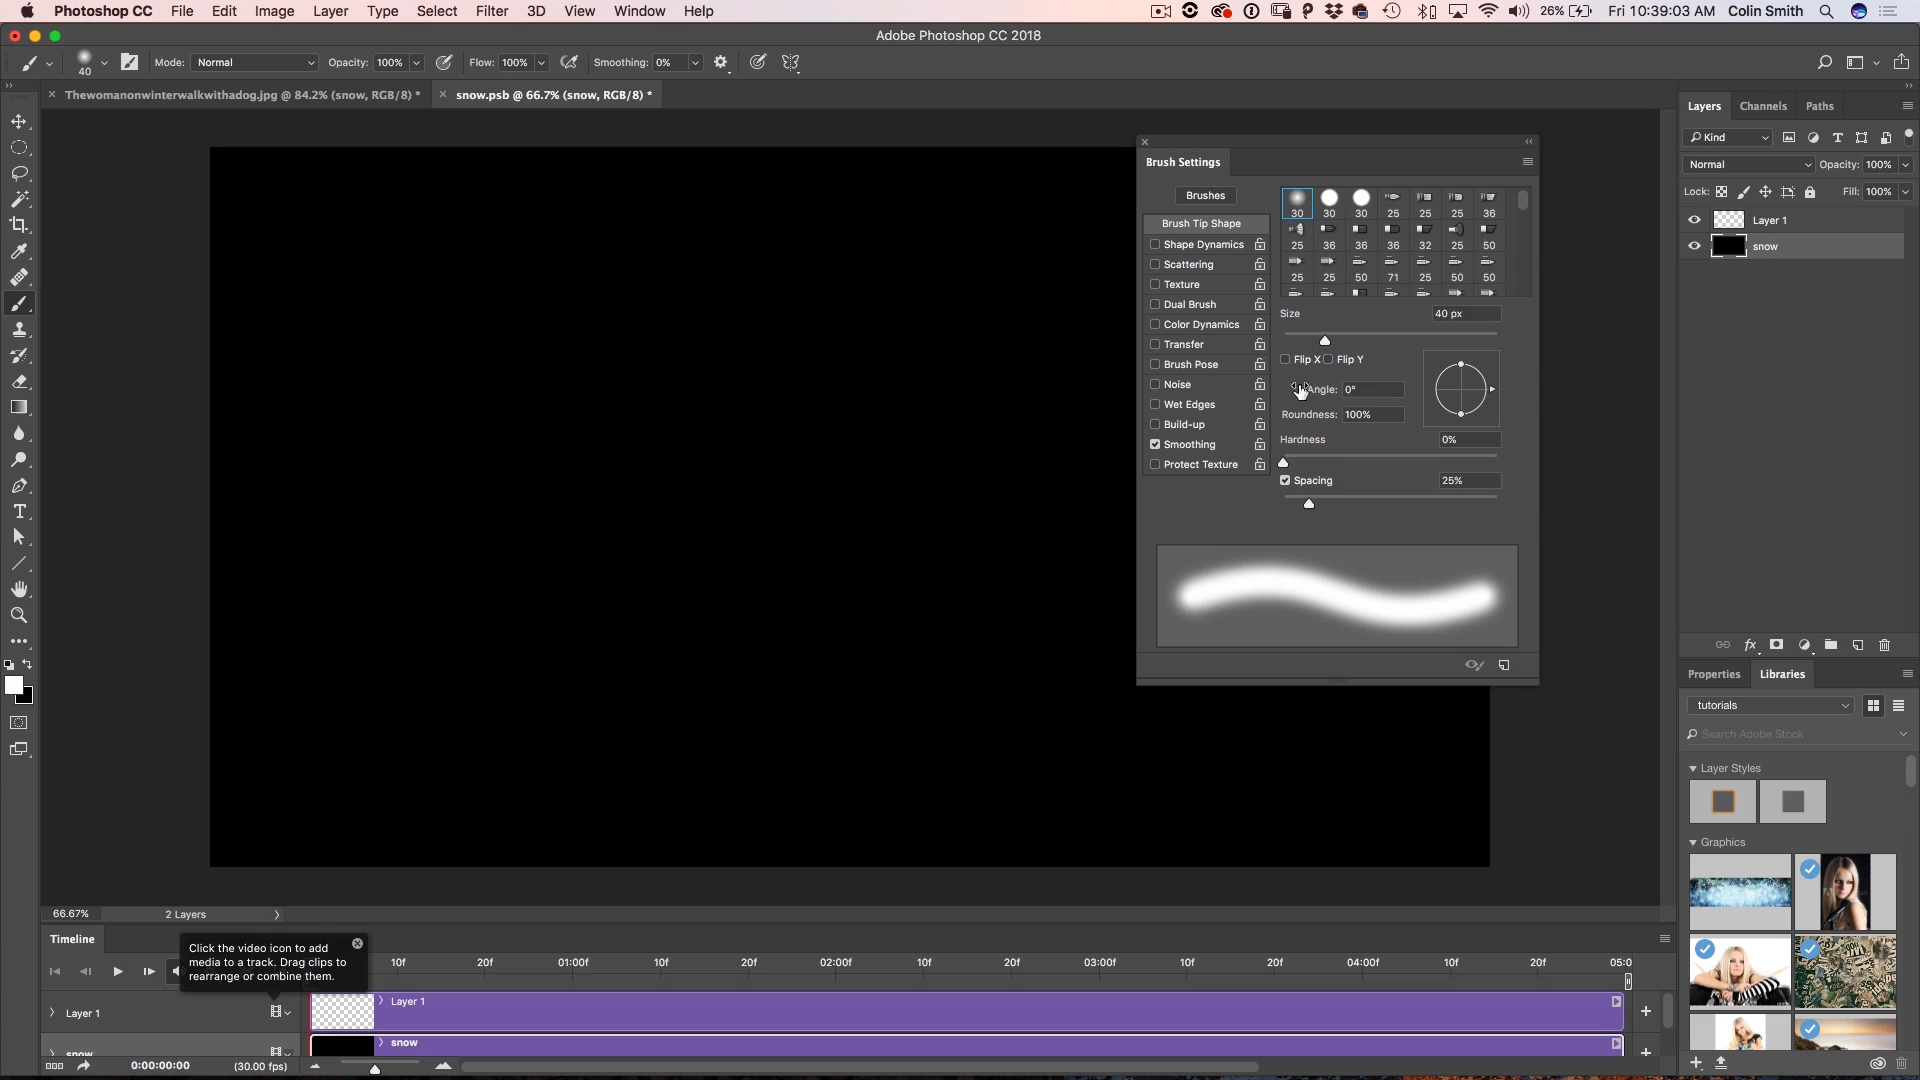 Photoshop CC File Edit Image Layer Type Select Filter 3D View Window Help 26% Fri 10:39:03 AM Colin Smith
Adobe Photoshop CC 2018
40 Mode: Normal Opacity: 100% Flow: 100% Smoothing: 0%
Thewomanonwinterwalkwithadog.jpg @ 84.2% (snow, RGB/8) * snow.psb @ 66.7% (snow, RGB/8) *
Brush Settings
Brushes
Brush Tip Shape
Shape Dynamics
Scattering
Texture
Dual Brush
Color Dynamics
Transfer
Brush Pose
Noise
Wet Edges
Build-up
Smoothing
Protect Texture
30 30 30 25 25 25 36
25 36 36 36 32 25 50
25 25 50 71 25 50 50
Size 40 px
Flip X Flip Y
Angle: 0°
Roundness: 100%
Hardness 0%
Spacing 25%
Layers Channels Paths
Kind
Normal Opacity: 100%
Lock: Fill: 100%
Layer 1
snow
fx
Properties Libraries
tutorials
Search Adobe Stock
Layer Styles
Graphics
66.67% 2 Layers
Timeline
Click the video icon to add
media to a track. Drag clips to
rearrange or combine them.
10f 20f 01:00f 10f 20f 02:00f 10f 20f 03:00f 10f 20f 04:00f 10f 20f 05:0
Layer 1 Layer 1
snow snow
0:00:00:00 (30.00 fps)